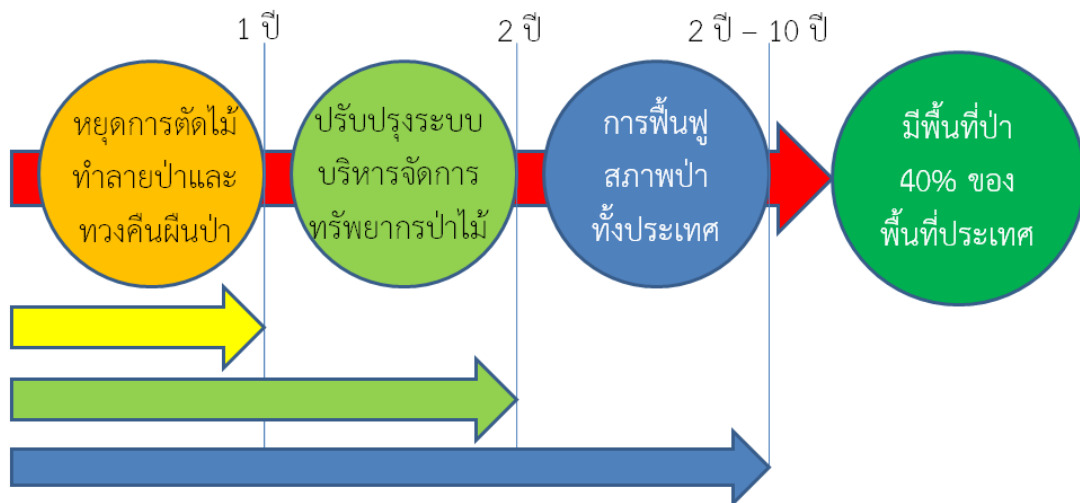 1 ปี
2 ปี
2 ปี – 10 ปี
หยุดการตัดไม้
ทำลายป่าและ
ทวงคืนผืนป่า
ปรับปรุงระบบ
บริหารจัดการ
ทรัพยากรป่าไม้
การฟื้นฟู
สภาพป่า
ทั้งประเทศ
มีพื้นที่ป่า
40% ของ
พื้นที่ประเทศ